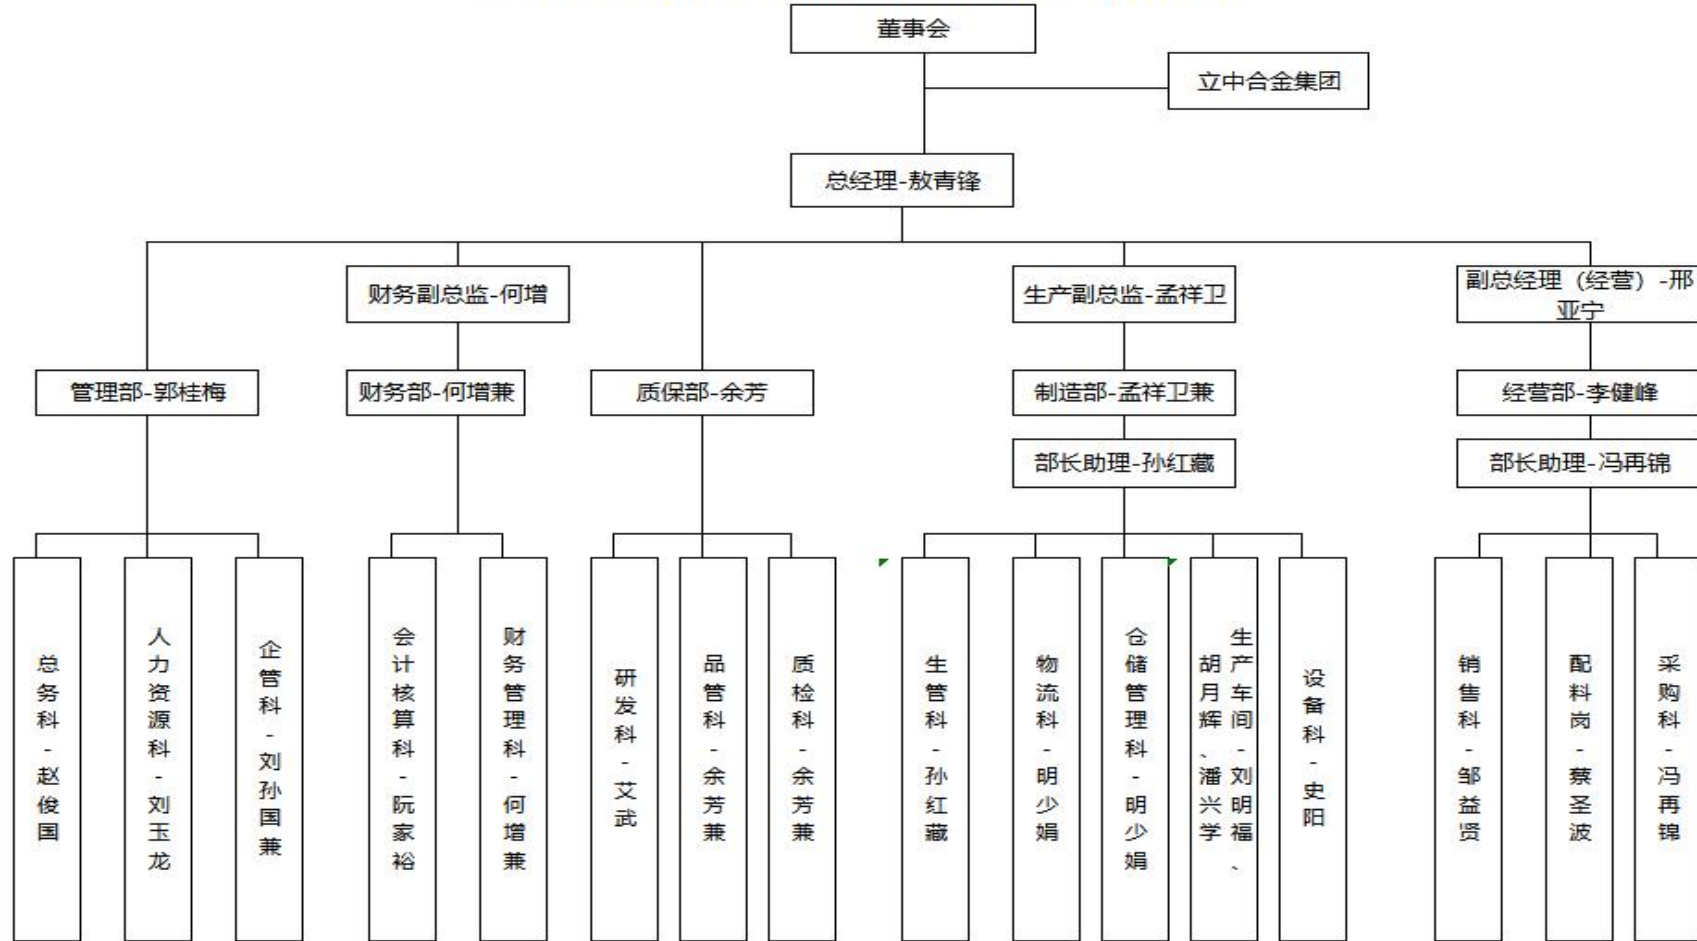 董事会
立中合金集团
总经理-敖青锋
财务副总监-何增
生产副总监-孟祥卫
副总经理（经营）-邢
亚宁
管理部-郭桂梅
财务部-何增兼
质保部-余芳
制造部-孟祥卫兼
经营部-李健峰
部长助理-孙红藏
部长助理-冯再锦
总务科-赵俊国
人力资源科-刘玉龙
企管科-刘孙国兼
会计核算科-阮家裕
财务管理科-何增兼
研发科-艾武
品管科-余芳兼
质检科-余芳兼
生管科-孙红藏
物流科-明少娟
仓储管理科-明少娟
生产车间-刘明福、
胡月辉、潘兴学
设备科-史阳
销售科-邹益贤
配料岗-蔡圣波
采购科-冯再锦